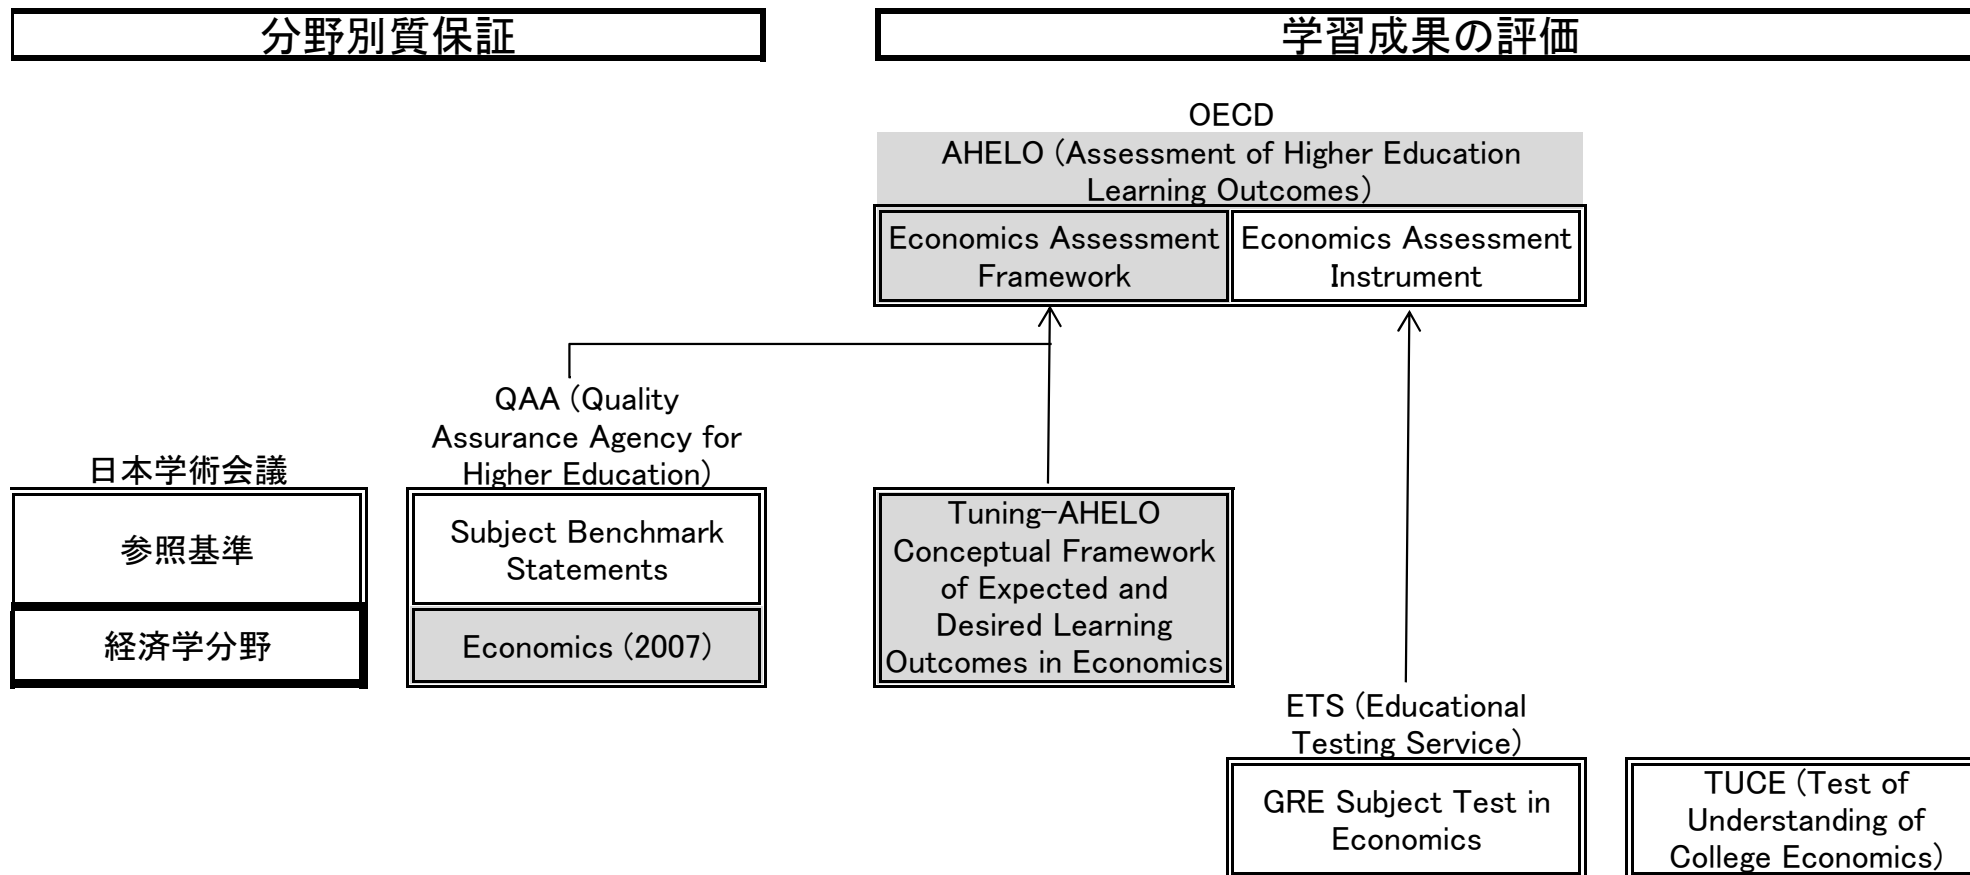 分野別質保証
学習成果の評価
OECD
AHELO (Assessment of Higher Education
Learning Outcomes)
Economics Assessment
Framework
Economics Assessment
Instrument
QAA (Quality
Assurance Agency for
Higher Education)
日本学術会議
参照基準
経済学分野
Subject Benchmark
Statements
Economics (2007)
Tuning-AHELO
Conceptual Framework
of Expected and
Desired Learning
Outcomes in Economics
ETS (Educational
Testing Service)
GRE Subject Test in
Economics
TUCE (Test of
Understanding of
College Economics)